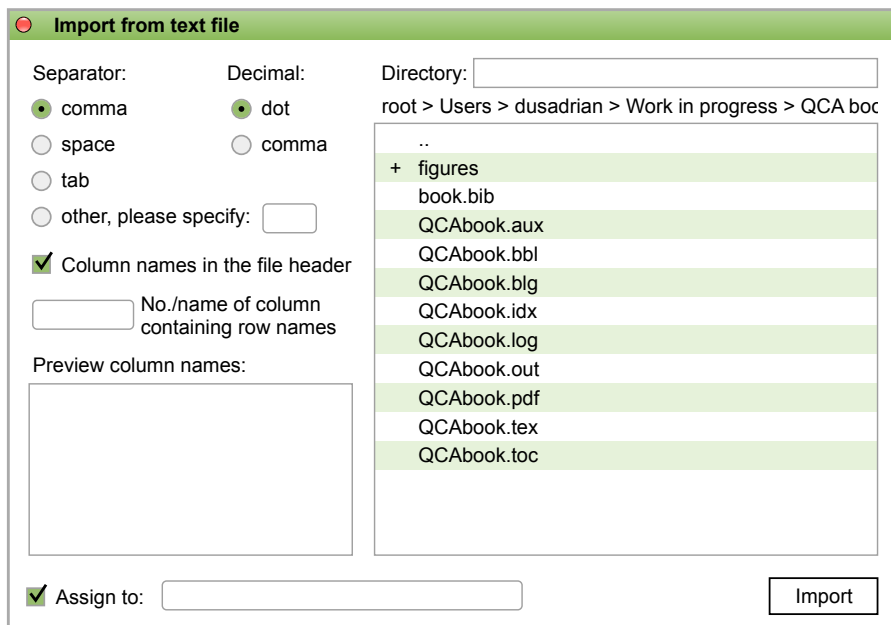 Import from text file
Separator:
comma
space
tab
other, please specify:
Decimal:
dot
comma
Column names in the file header
No./name of column
containing row names
Preview column names:
Directory:
root > Users > dusadrian > Work in progress > QCA boo
..
+ figures
book.bib
QCAbook.aux
QCAbook.bbl
QCAbook.blg
QCAbook.idx
QCAbook.log
QCAbook.out
QCAbook.pdf
QCAbook.tex
QCAbook.toc
Assign to:
Import